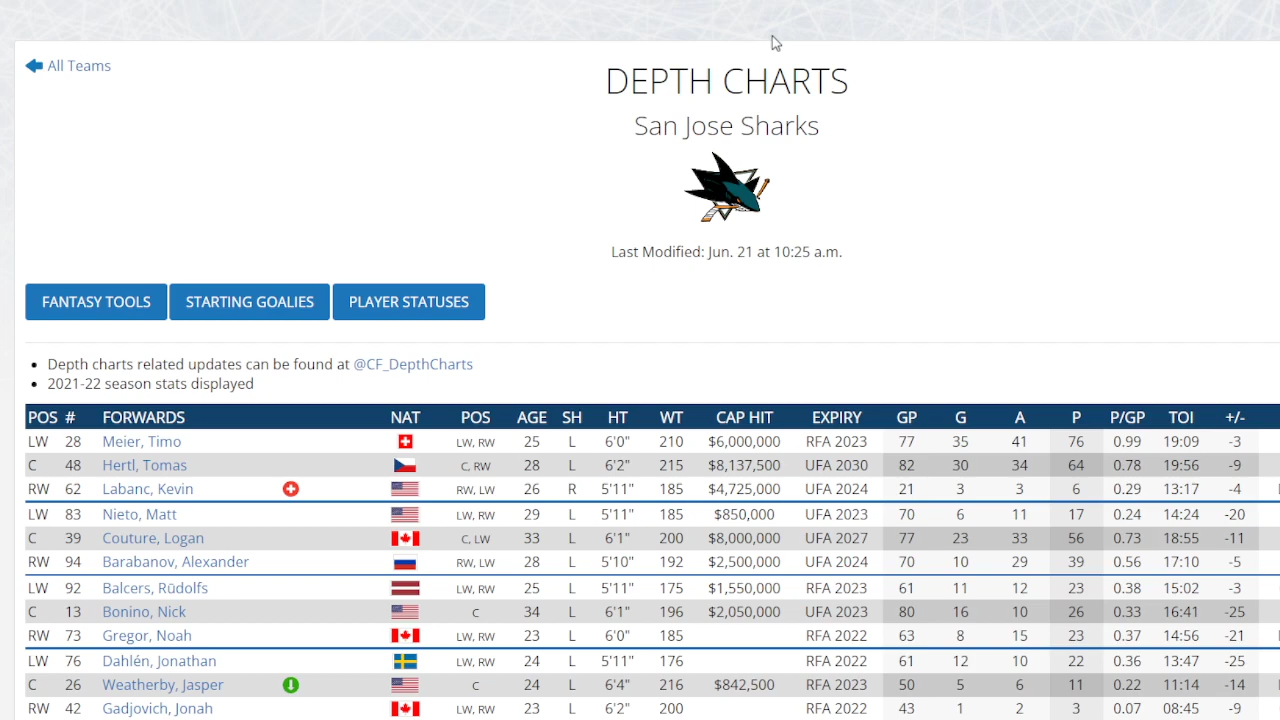 All Teams
DEPTH CHARTS
San Jose Sharks
Last Modified: Jun. 21 at 10:25 a.m.
FANTASY TOOLS STARTING GOALIES PLAYER STATUSES
• Depth charts related updates can be found at @CF_DepthCharts
• 2021-22 season stats displayed
POS # FORWARDS NAT POS AGE SH HT WT CAP HIT EXPIRY GP G A P P/GP TOI +/-
LW 28 Meier, Timo LW, RW 25 L 6'0" 210 $6,000,000 RFA 2023 77 35 41 76 0.99 19:09 -3
C 48 Hertl, Tomas C, RW 28 L 6'2" 215 $8,137,500 UFA 2030 82 30 34 64 0.78 19:56 -9
RW 62 Labanc, Kevin RW, LW 26 R 5'11" 185 $4,725,000 UFA 2024 21 3 3 6 0.29 13:17 -4
LW 83 Nieto, Matt LW, RW 29 L 5'11" 185 $850,000 UFA 2023 70 6 11 17 0.24 14:24 -20
C 39 Couture, Logan C, LW 33 L 6'1" 200 $8,000,000 UFA 2027 77 23 33 56 0.73 18:55 -11
RW 94 Barabanov, Alexander RW, LW 28 L 5'10" 192 $2,500,000 UFA 2024 70 10 29 39 0.56 17:10 -5
LW 92 Balcers, Rūdolfs LW, RW 25 L 5'11" 175 $1,550,000 RFA 2023 61 11 12 23 0.38 15:02 -3
C 13 Bonino, Nick C 34 L 6'1" 196 $2,050,000 UFA 2023 80 16 10 26 0.33 16:41 -25
RW 73 Gregor, Noah LW, RW 23 L 6'0" 185 RFA 2022 63 8 15 23 0.37 14:56 -21
LW 76 Dahlén, Jonathan LW, RW 24 L 5'11" 176 RFA 2022 61 12 10 22 0.36 13:47 -25
C 26 Weatherby, Jasper C 24 L 6'4" 216 $842,500 RFA 2023 50 5 6 11 0.22 11:14 -14
RW 42 Gadjovich, Jonah LW, RW 23 L 6'2" 200 RFA 2022 43 1 2 3 0.07 08:45 -9